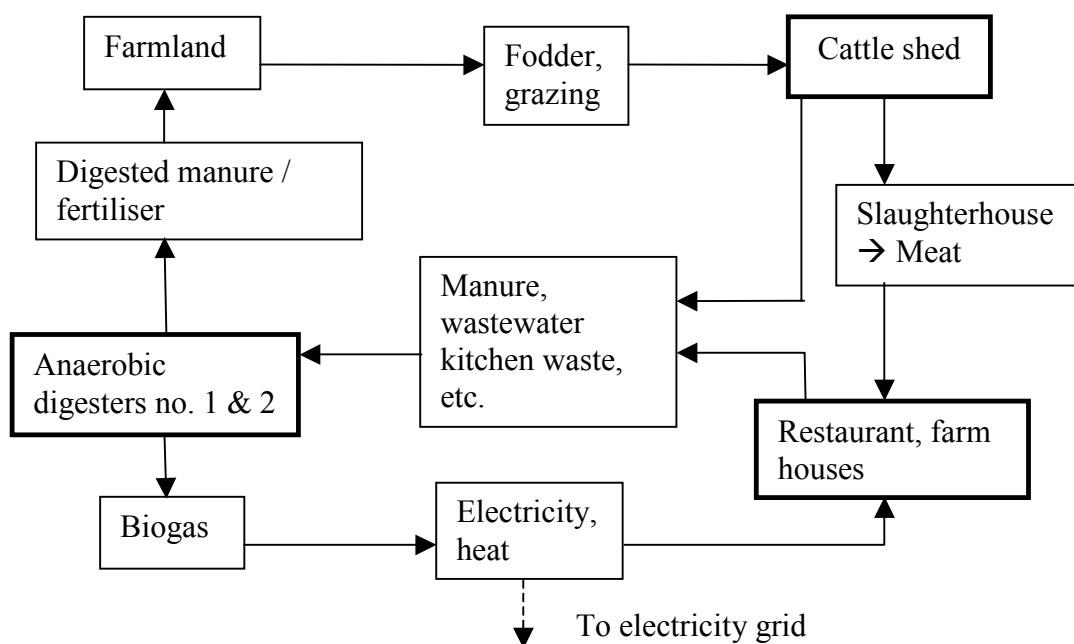 Farmland
Fodder,
grazing
Cattle shed
Digested manure /
fertiliser
Slaughterhouse
→ Meat
Manure,
wastewater
kitchen waste,
etc.
Anaerobic
digesters no. 1 & 2
Restaurant, farm
houses
Biogas
Electricity,
heat
To electricity grid